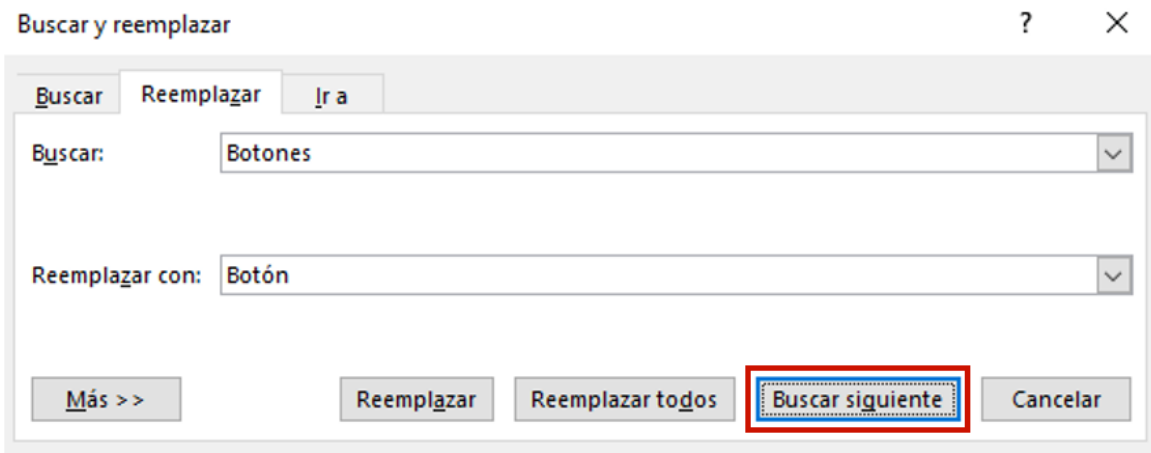 Buscar y reemplazar ?
Buscar Reemplazar Ir a
Buscar: Botones
Reemplazar con: Botón
Más >> Reemplazar Reemplazar todos Buscar siguiente Cancelar